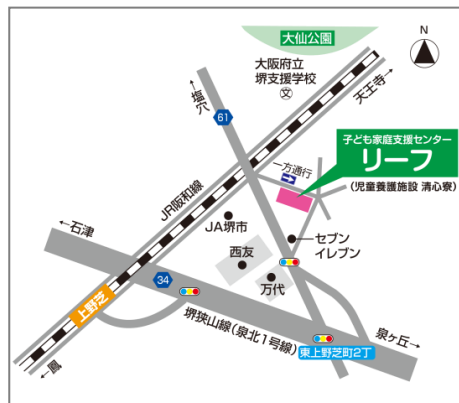 大仙公園
N
大阪府立
堺支援学校
文
天王寺
塩穴
61
子ども家庭支援センター
リーフ
(児童養護施設 清心寮)
一方通行
JR阪和線
石津
JA堺市
セブン
イレブン
西友
万代
34
上野芝
堺狭山線(泉北1号線)
泉ヶ丘
東上野芝町2丁
鳳